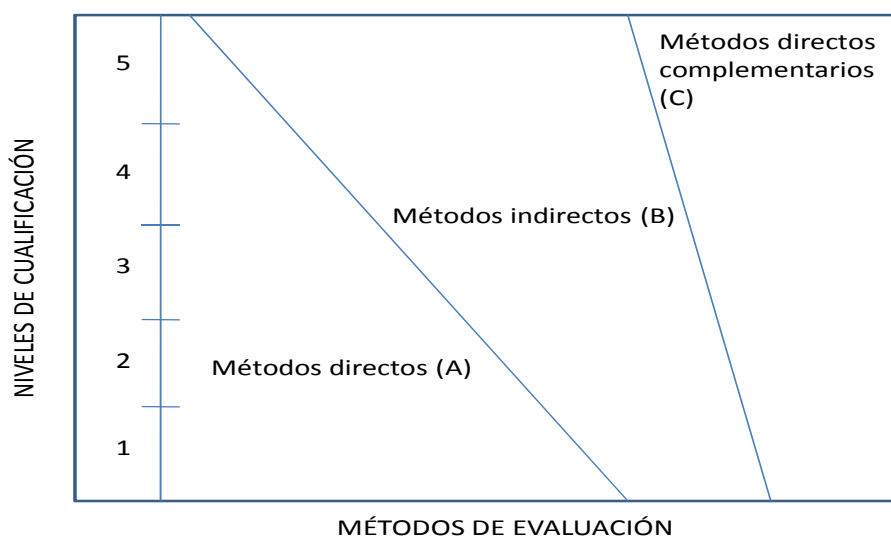 Métodos directos
complementarios
(C)
5
4
Métodos indirectos (B)
3
2
Métodos directos (A)
1
NIVELES DE CUALIFICACIÓN
MÉTODOS DE EVALUACIÓN